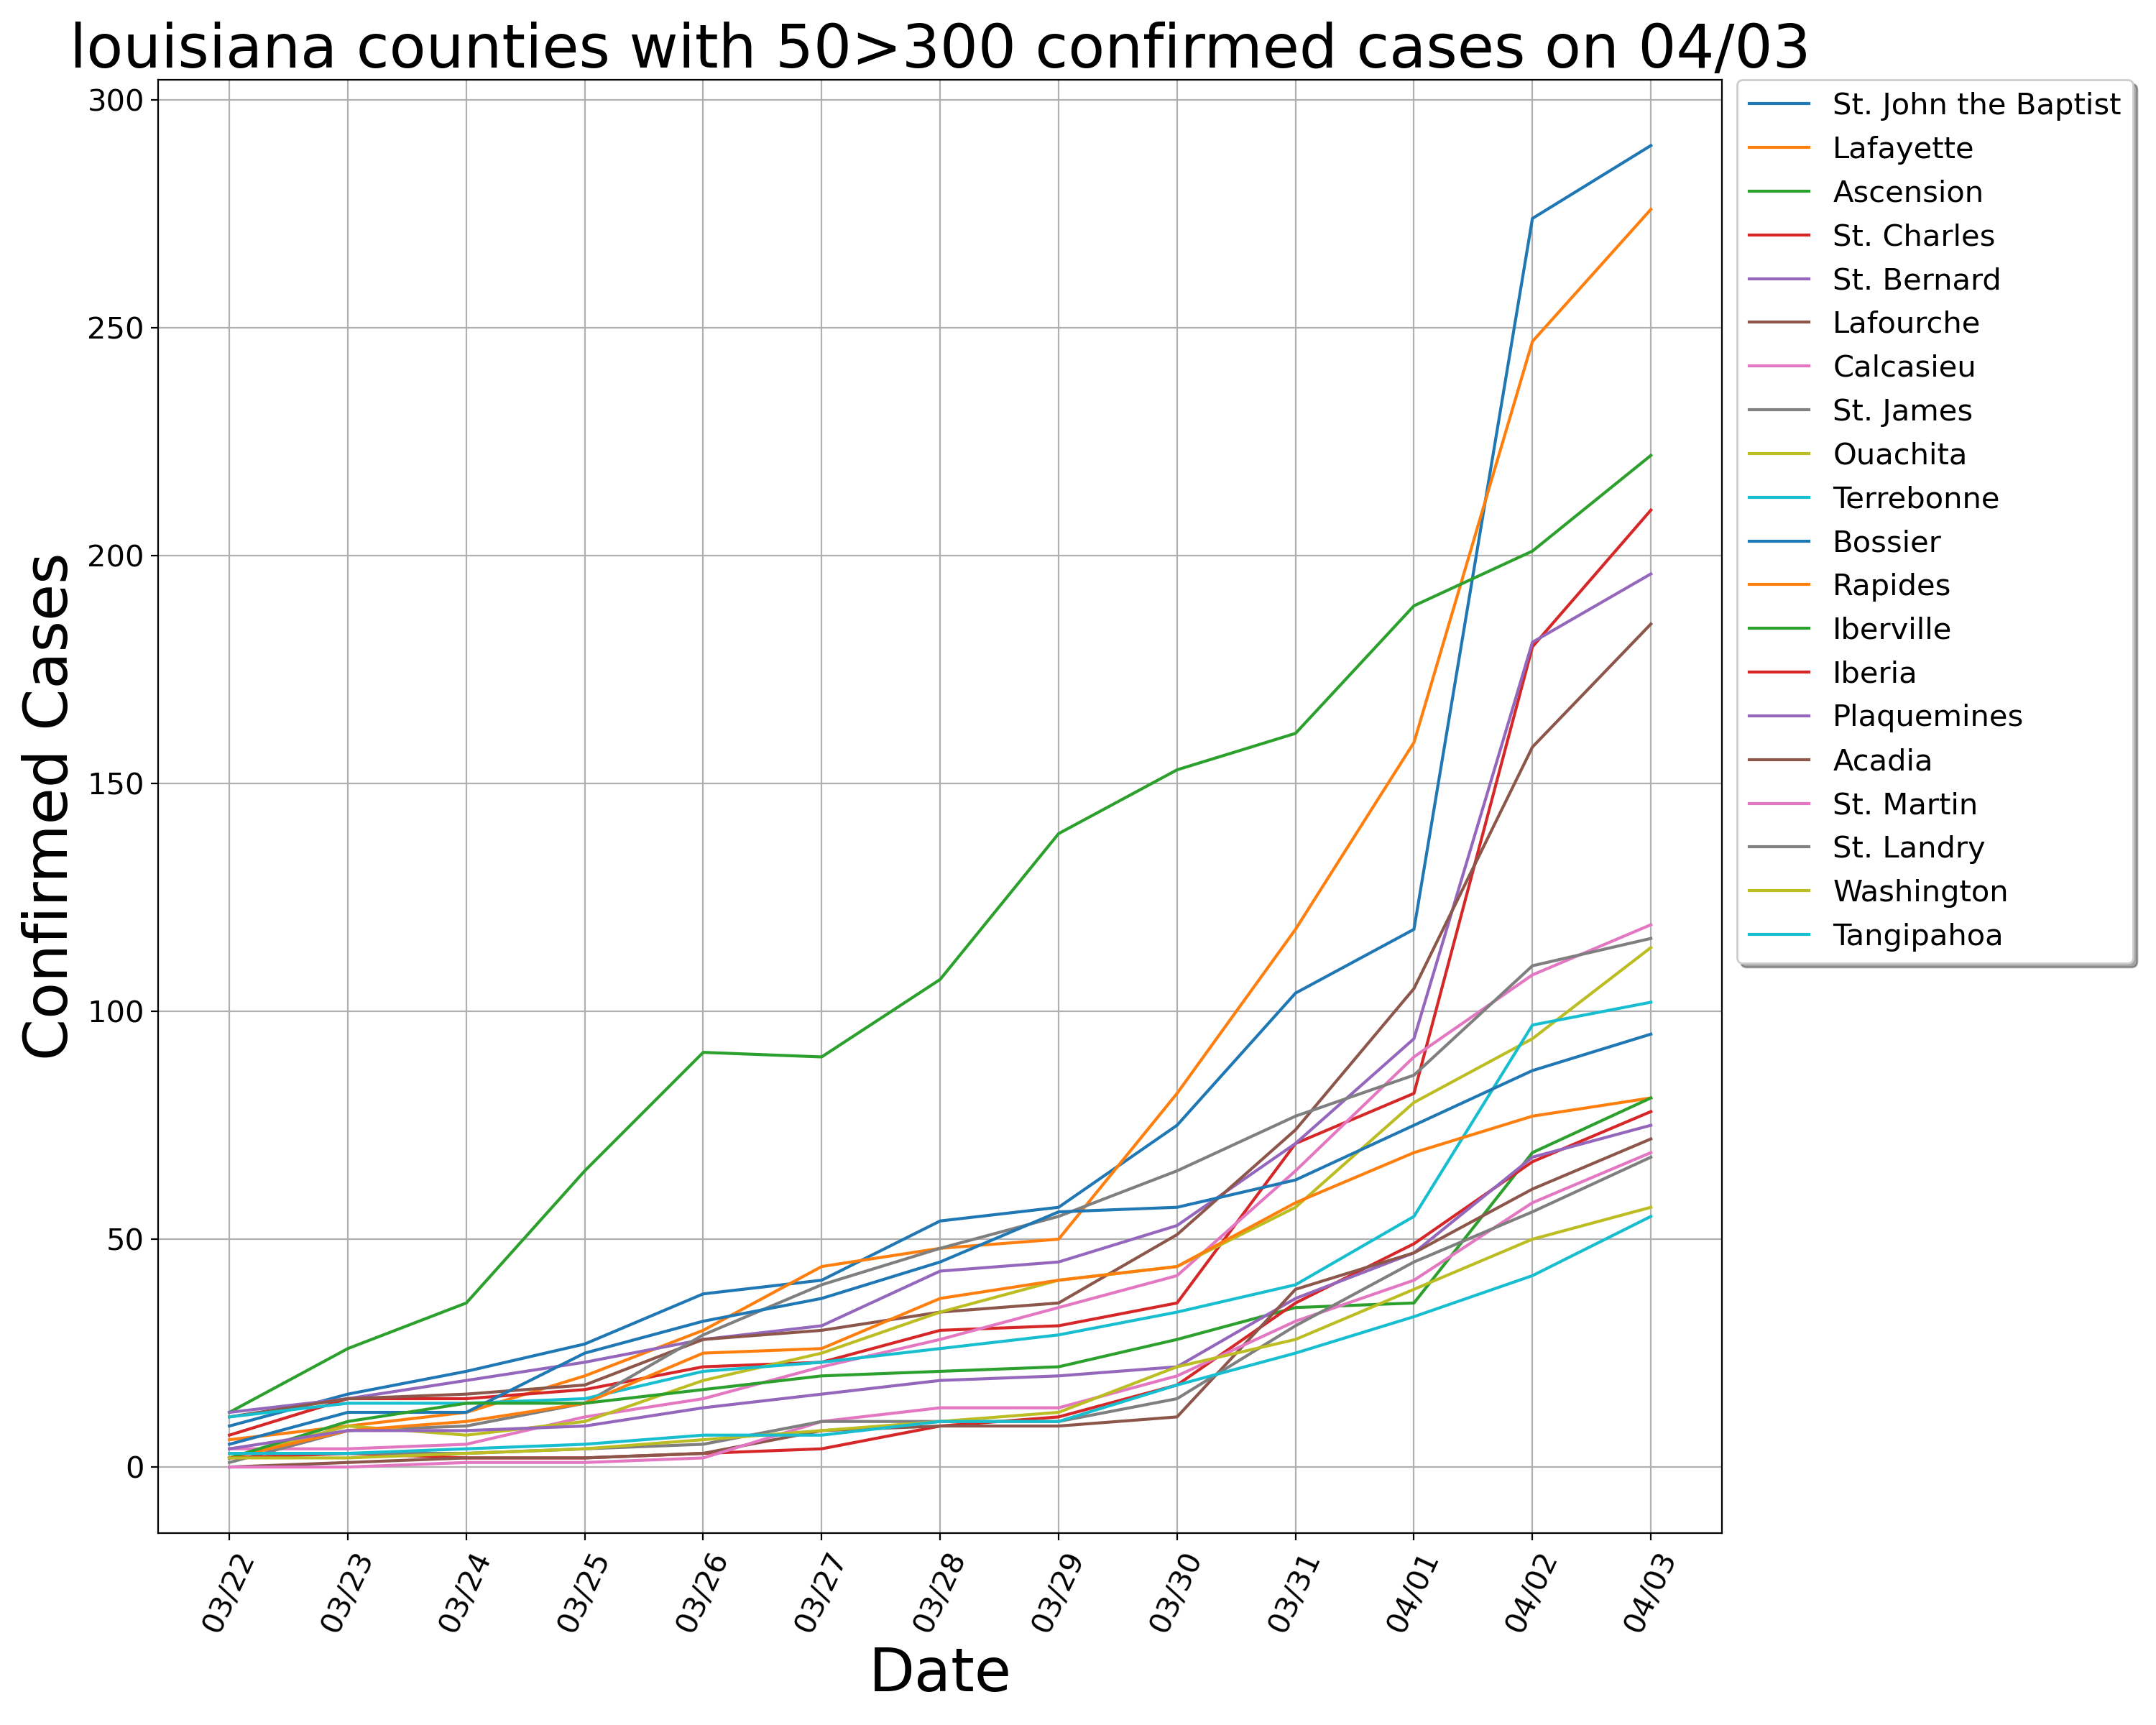 louisiana counties with 50>300 confirmed cases on 04/03
300
250
200
150
100
50
0
Confirmed Cases
03/22
03/23
03/24
03/25
03/26
03/27
03/28
03/29
03/30
03/31
04/01
04/02
04/03
Date
St. John the Baptist
Lafayette
Ascension
St. Charles
St. Bernard
Lafourche
Calcasieu
St. James
Ouachita
Terrebonne
Bossier
Rapides
Iberville
Iberia
Plaquemines
Acadia
St. Martin
St. Landry
Washington
Tangipahoa